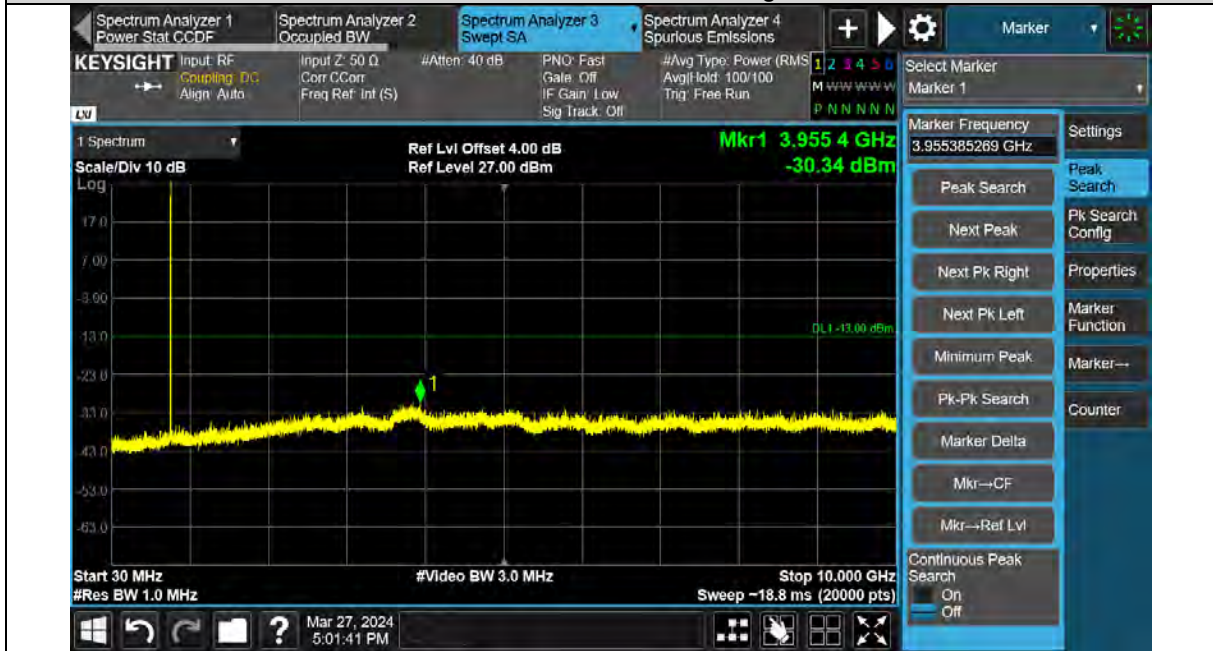 Spectrum Analyzer 1
Power Stat CCDF
Spectrum Analyzer 2
Occupied BW
Spectrum Analyzer 3
Swept SA
Spectrum Analyzer 4
Spurious Emissions
Marker
KEYSIGHT
Input: RF
Coupling: DC
Align: Auto
Input Z: 50 Ω
Corr CCorr
Freq Ref: Int (S)
#Atten: 40 dB
PNO: Fast
Gate: Off
IF Gain: Low
Sig Track: Off
#Avg Type: Power (RMS
Avg|Hold: 100/100
Trig: Free Run
1 2 3 4 5 6
M W W W W W
P N N N N N
LXI
Select Marker
Marker 1
1 Spectrum
Scale/Div 10 dB
Log
Ref Lvl Offset 4.00 dB
Ref Level 27.00 dBm
Mkr1 3.955 4 GHz
-30.34 dBm
17.0
7.00
-3.00
-13.0
-23.0
-33.0
-43.0
-53.0
-63.0
DL1 -13.00 dBm
1
Start 30 MHz
#Res BW 1.0 MHz
#Video BW 3.0 MHz
Stop 10.000 GHz
Sweep ~18.8 ms (20000 pts)
Marker Frequency
3.955385269 GHz
Peak Search
Next Peak
Next Pk Right
Next Pk Left
Minimum Peak
Pk-Pk Search
Marker Delta
Mkr→CF
Mkr→Ref Lvl
Continuous Peak
Search
On
Off
Settings
Peak
Search
Pk Search
Config
Properties
Marker
Function
Marker→
Counter
?
Mar 27, 2024
5:01:41 PM